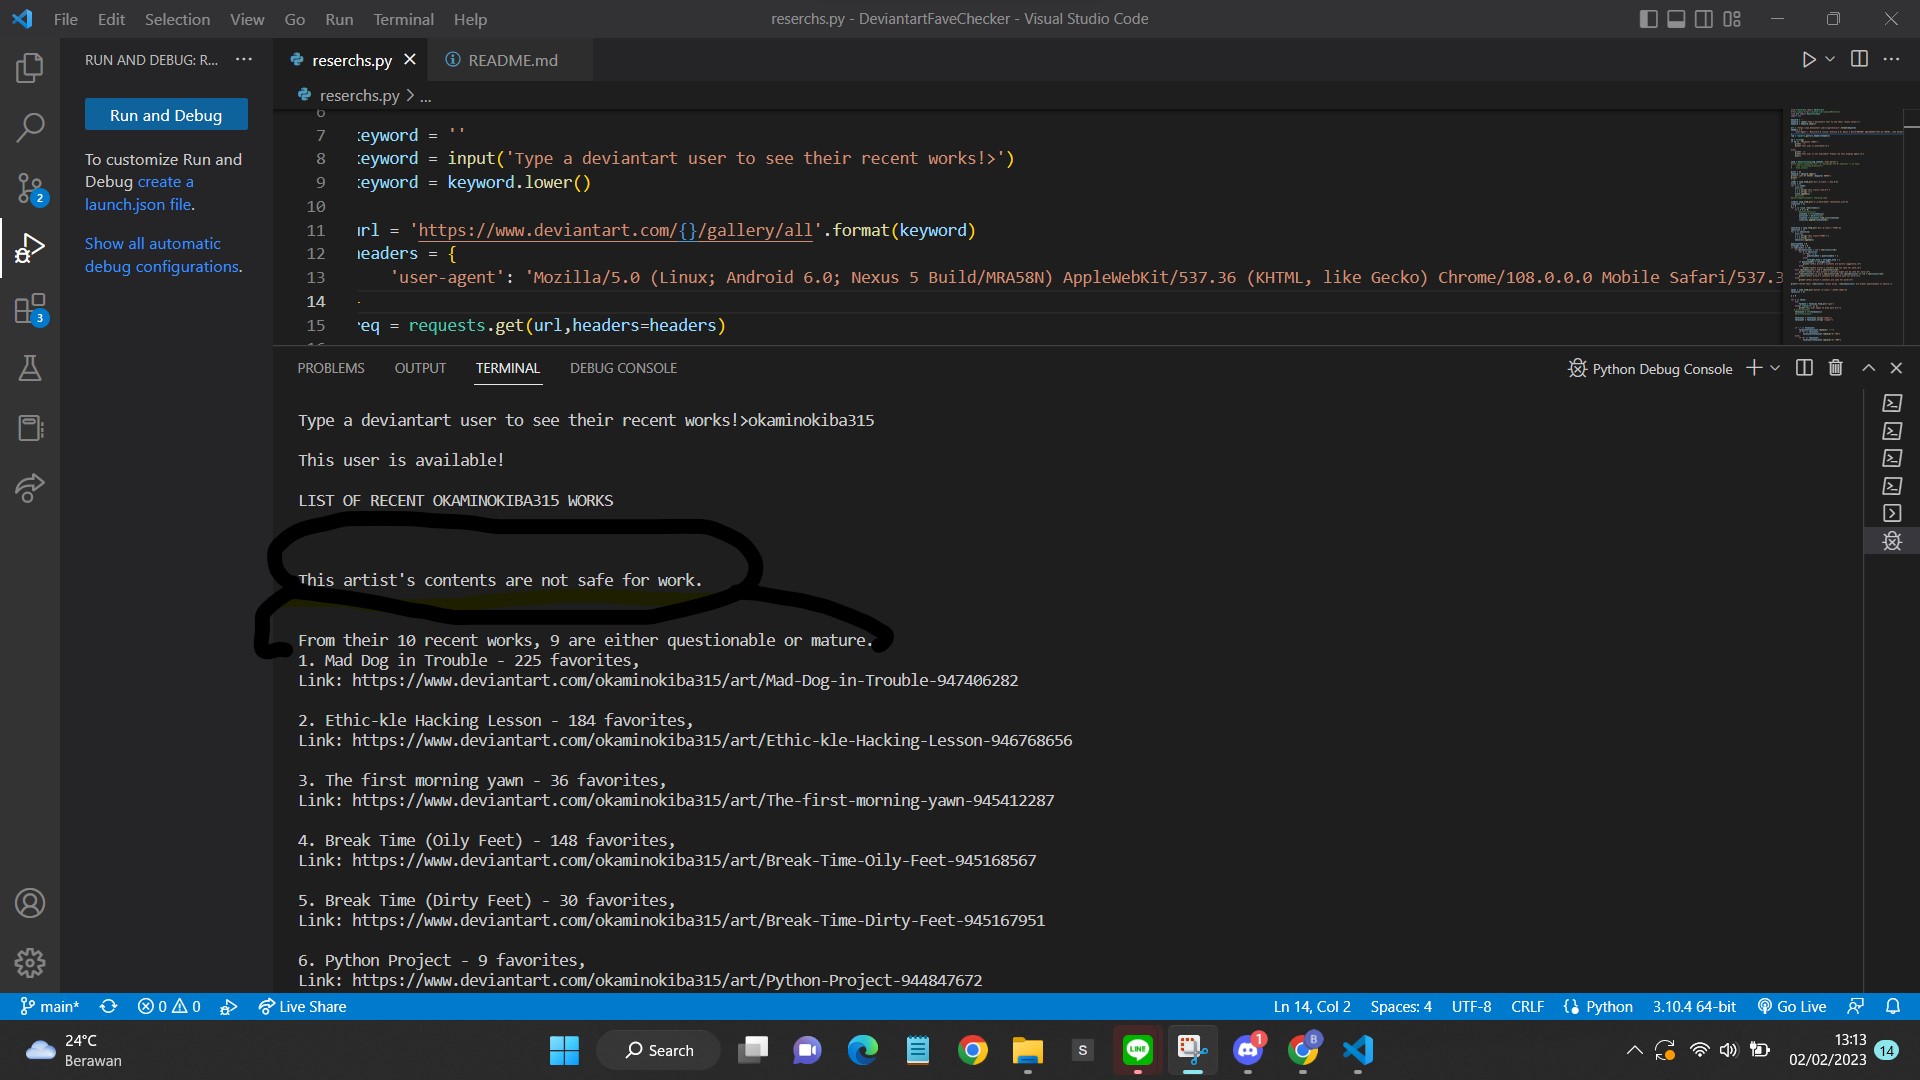 File Edit Selection View Go Run Terminal Help
reserchs.py - DeviantartFaveChecker - Visual Studio Code
RUN AND DEBUG: R... ...
reserchs.py
README.md
Run and Debug
To customize Run and
Debug create a
launch.json file.
Show all automatic
debug configurations.
2
3
reserchs.py > ...
6
7 keyword = ''
8 keyword = input('Type a deviantart user to see their recent works!>')
9 keyword = keyword.lower()
10
11 url = 'https://www.deviantart.com/{}/gallery/all'.format(keyword)
12 headers = {
13 'user-agent': 'Mozilla/5.0 (Linux; Android 6.0; Nexus 5 Build/MRA58N) AppleWebKit/537.36 (KHTML, like Gecko) Chrome/108.0.0.0 Mobile Safari/537.3
14
15 req = requests.get(url,headers=headers)
PROBLEMS OUTPUT TERMINAL DEBUG CONSOLE
Python Debug Console
Type a deviantart user to see their recent works!>okaminokiba315
This user is available!
LIST OF RECENT OKAMINOKIBA315 WORKS
This artist's contents are not safe for work.
From their 10 recent works, 9 are either questionable or mature.
1. Mad Dog in Trouble - 225 favorites,
Link: https://www.deviantart.com/okaminokiba315/art/Mad-Dog-in-Trouble-947406282
2. Ethic-kle Hacking Lesson - 184 favorites,
Link: https://www.deviantart.com/okaminokiba315/art/Ethic-kle-Hacking-Lesson-946768656
3. The first morning yawn - 36 favorites,
Link: https://www.deviantart.com/okaminokiba315/art/The-first-morning-yawn-945412287
4. Break Time (Oily Feet) - 148 favorites,
Link: https://www.deviantart.com/okaminokiba315/art/Break-Time-Oily-Feet-945168567
5. Break Time (Dirty Feet) - 30 favorites,
Link: https://www.deviantart.com/okaminokiba315/art/Break-Time-Dirty-Feet-945167951
6. Python Project - 9 favorites,
Link: https://www.deviantart.com/okaminokiba315/art/Python-Project-944847672
main* 0 0 Live Share
Ln 14, Col 2 Spaces: 4 UTF-8 CRLF Python 3.10.4 64-bit Go Live
24°C
Berawan
Search
S
LINE
1
B
13:13
02/02/2023
14